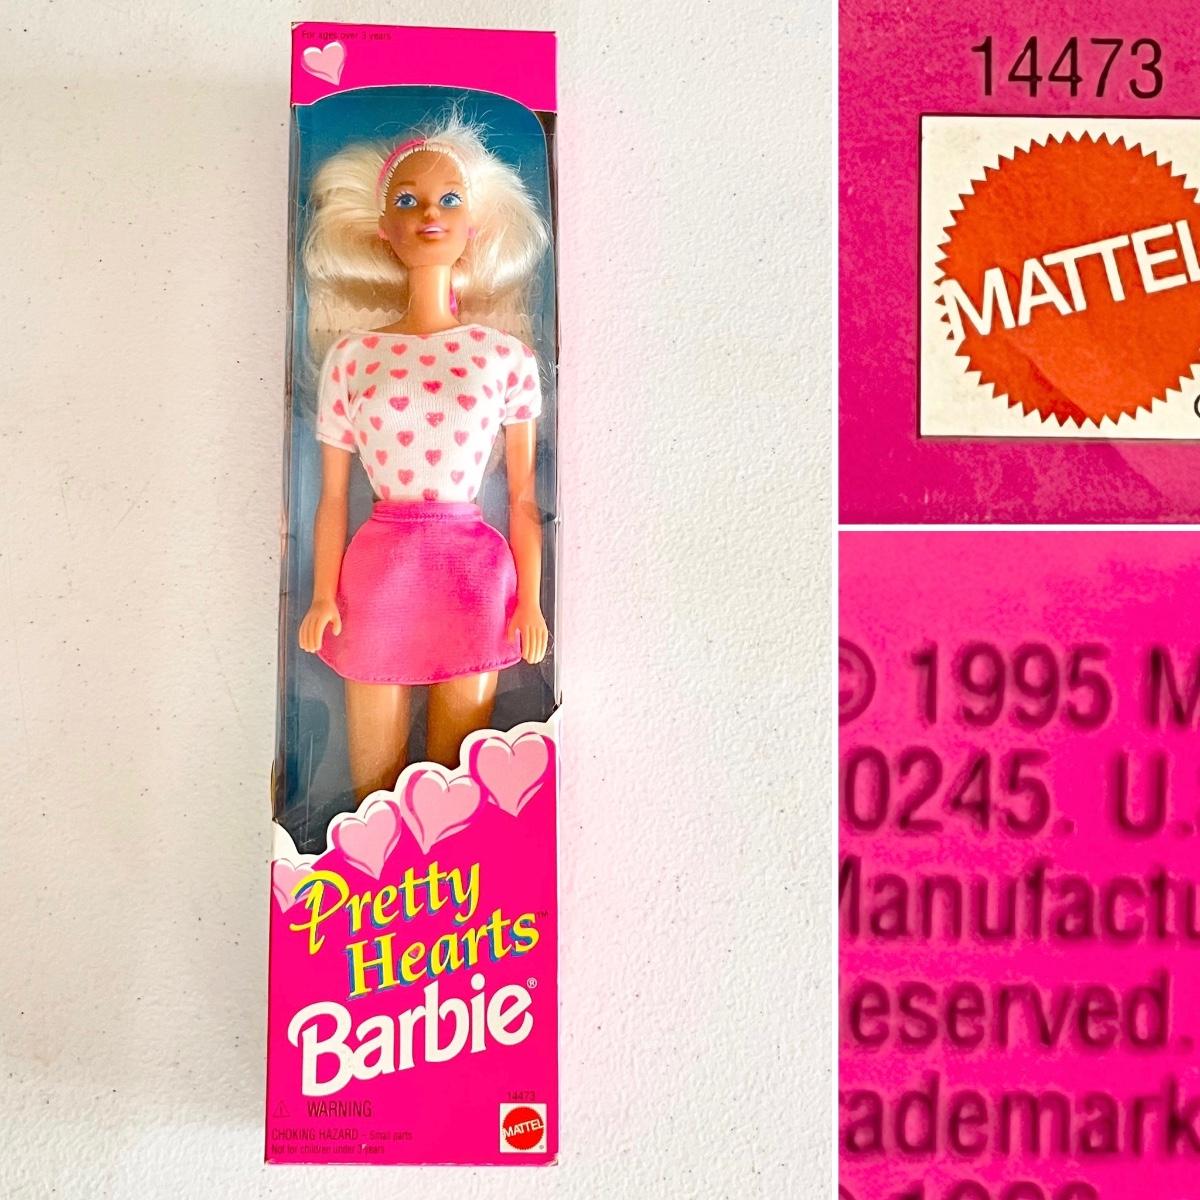 For ages over 3 years
Pretty
Hearts™
Barbie®
WARNING
CHOKING HAZARD - Small parts
Not for children under 3 years
14473
MATTEL
14473
MATTEL
© 1995 M
0245. U.
Manufactu
eserved.
ademark